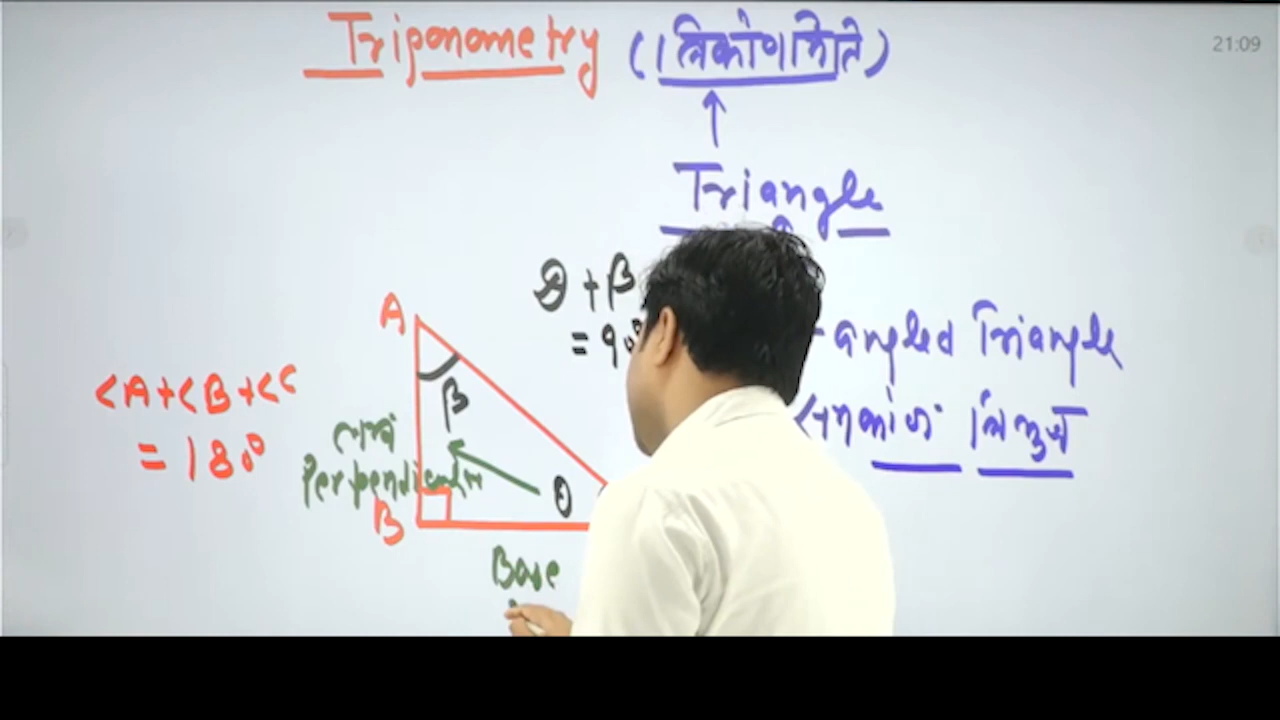 Trigonometry (त्रिकोणमिति)
21:09
Triangle
θ + β
= 90°
A
angled Triangle
समकोण त्रिभुज
<A+<B+<C
= 180°
β
लम्ब
Perpendicular
θ
B
Base